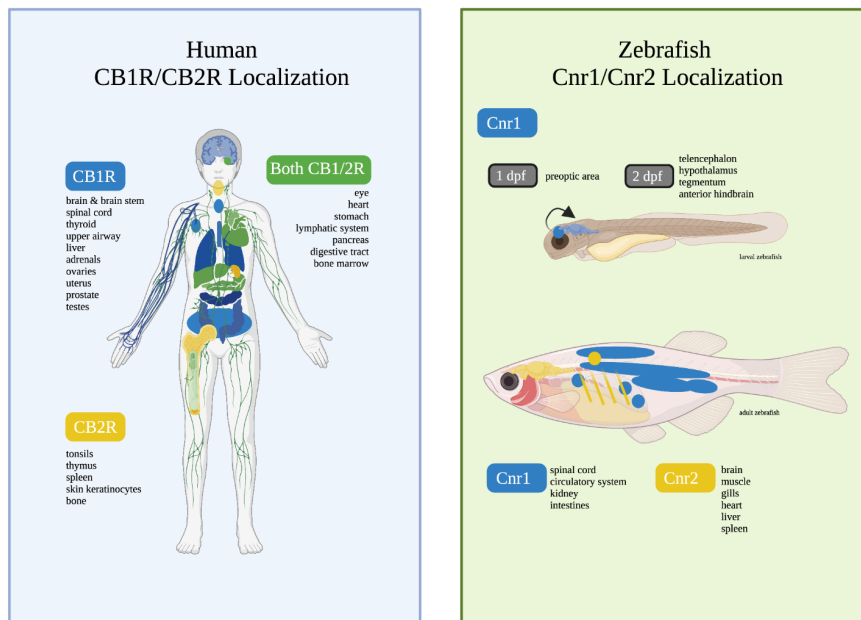 Human
CB1R/CB2R Localization
CB1R
brain & brain stem
spinal cord
thyroid
upper airway
liver
adrenals
ovaries
uterus
prostate
testes
Both CB1/2R
eye
heart
stomach
lymphatic system
pancreas
digestive tract
bone marrow
CB2R
tonsils
thymus
spleen
skin keratinocytes
bone
Zebrafish
Cnr1/Cnr2 Localization
Cnr1
1 dpf
preoptic area
2 dpf
telencephalon
hypothalamus
tegmentum
anterior hindbrain
larval zebrafish
adult zebrafish
Cnr1
spinal cord
circulatory system
kidney
intestines
Cnr2
brain
muscle
gills
heart
liver
spleen